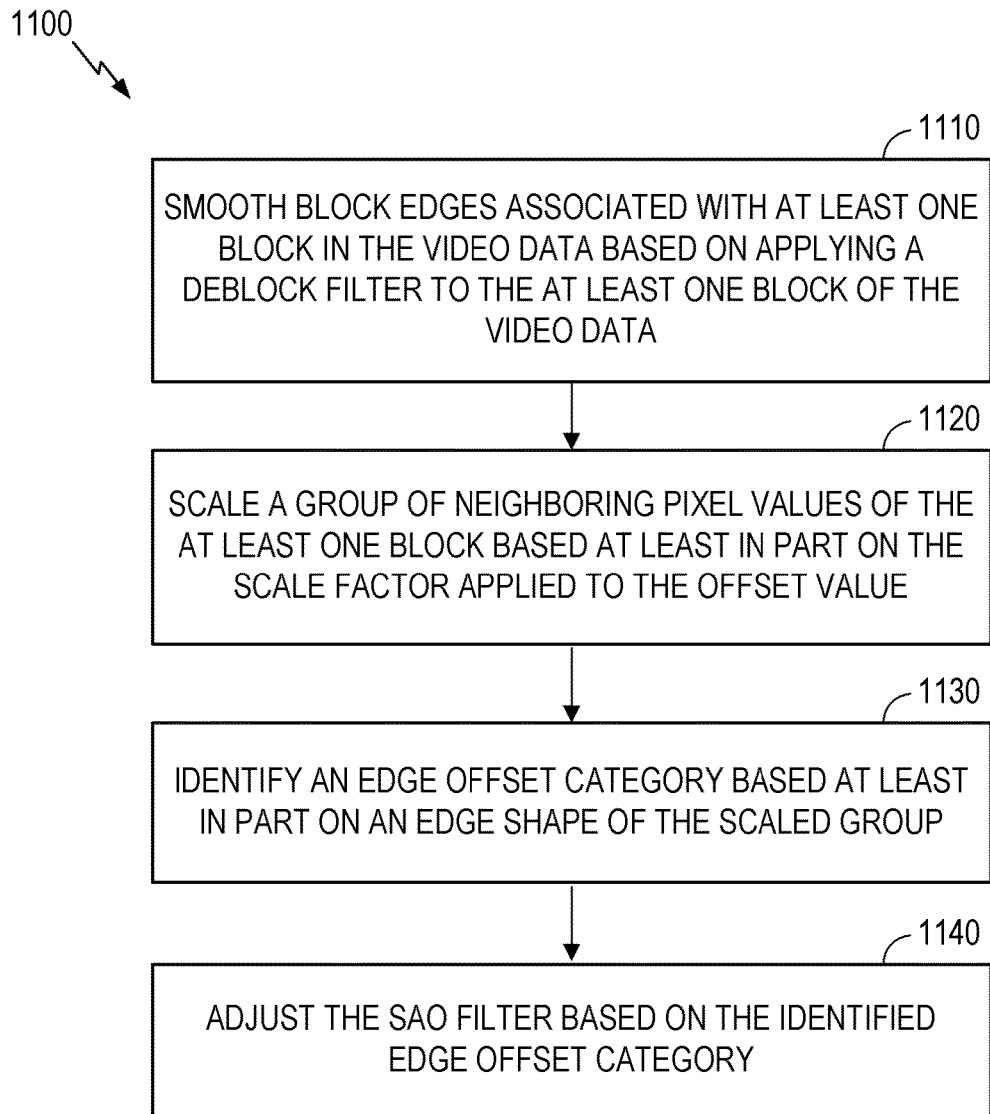 1100
1110
SMOOTH BLOCK EDGES ASSOCIATED WITH AT LEAST ONE
BLOCK IN THE VIDEO DATA BASED ON APPLYING A
DEBLOCK FILTER TO THE AT LEAST ONE BLOCK OF THE
VIDEO DATA
1120
SCALE A GROUP OF NEIGHBORING PIXEL VALUES OF THE
AT LEAST ONE BLOCK BASED AT LEAST IN PART ON THE
SCALE FACTOR APPLIED TO THE OFFSET VALUE
1130
IDENTIFY AN EDGE OFFSET CATEGORY BASED AT LEAST
IN PART ON AN EDGE SHAPE OF THE SCALED GROUP
1140
ADJUST THE SAO FILTER BASED ON THE IDENTIFIED
EDGE OFFSET CATEGORY